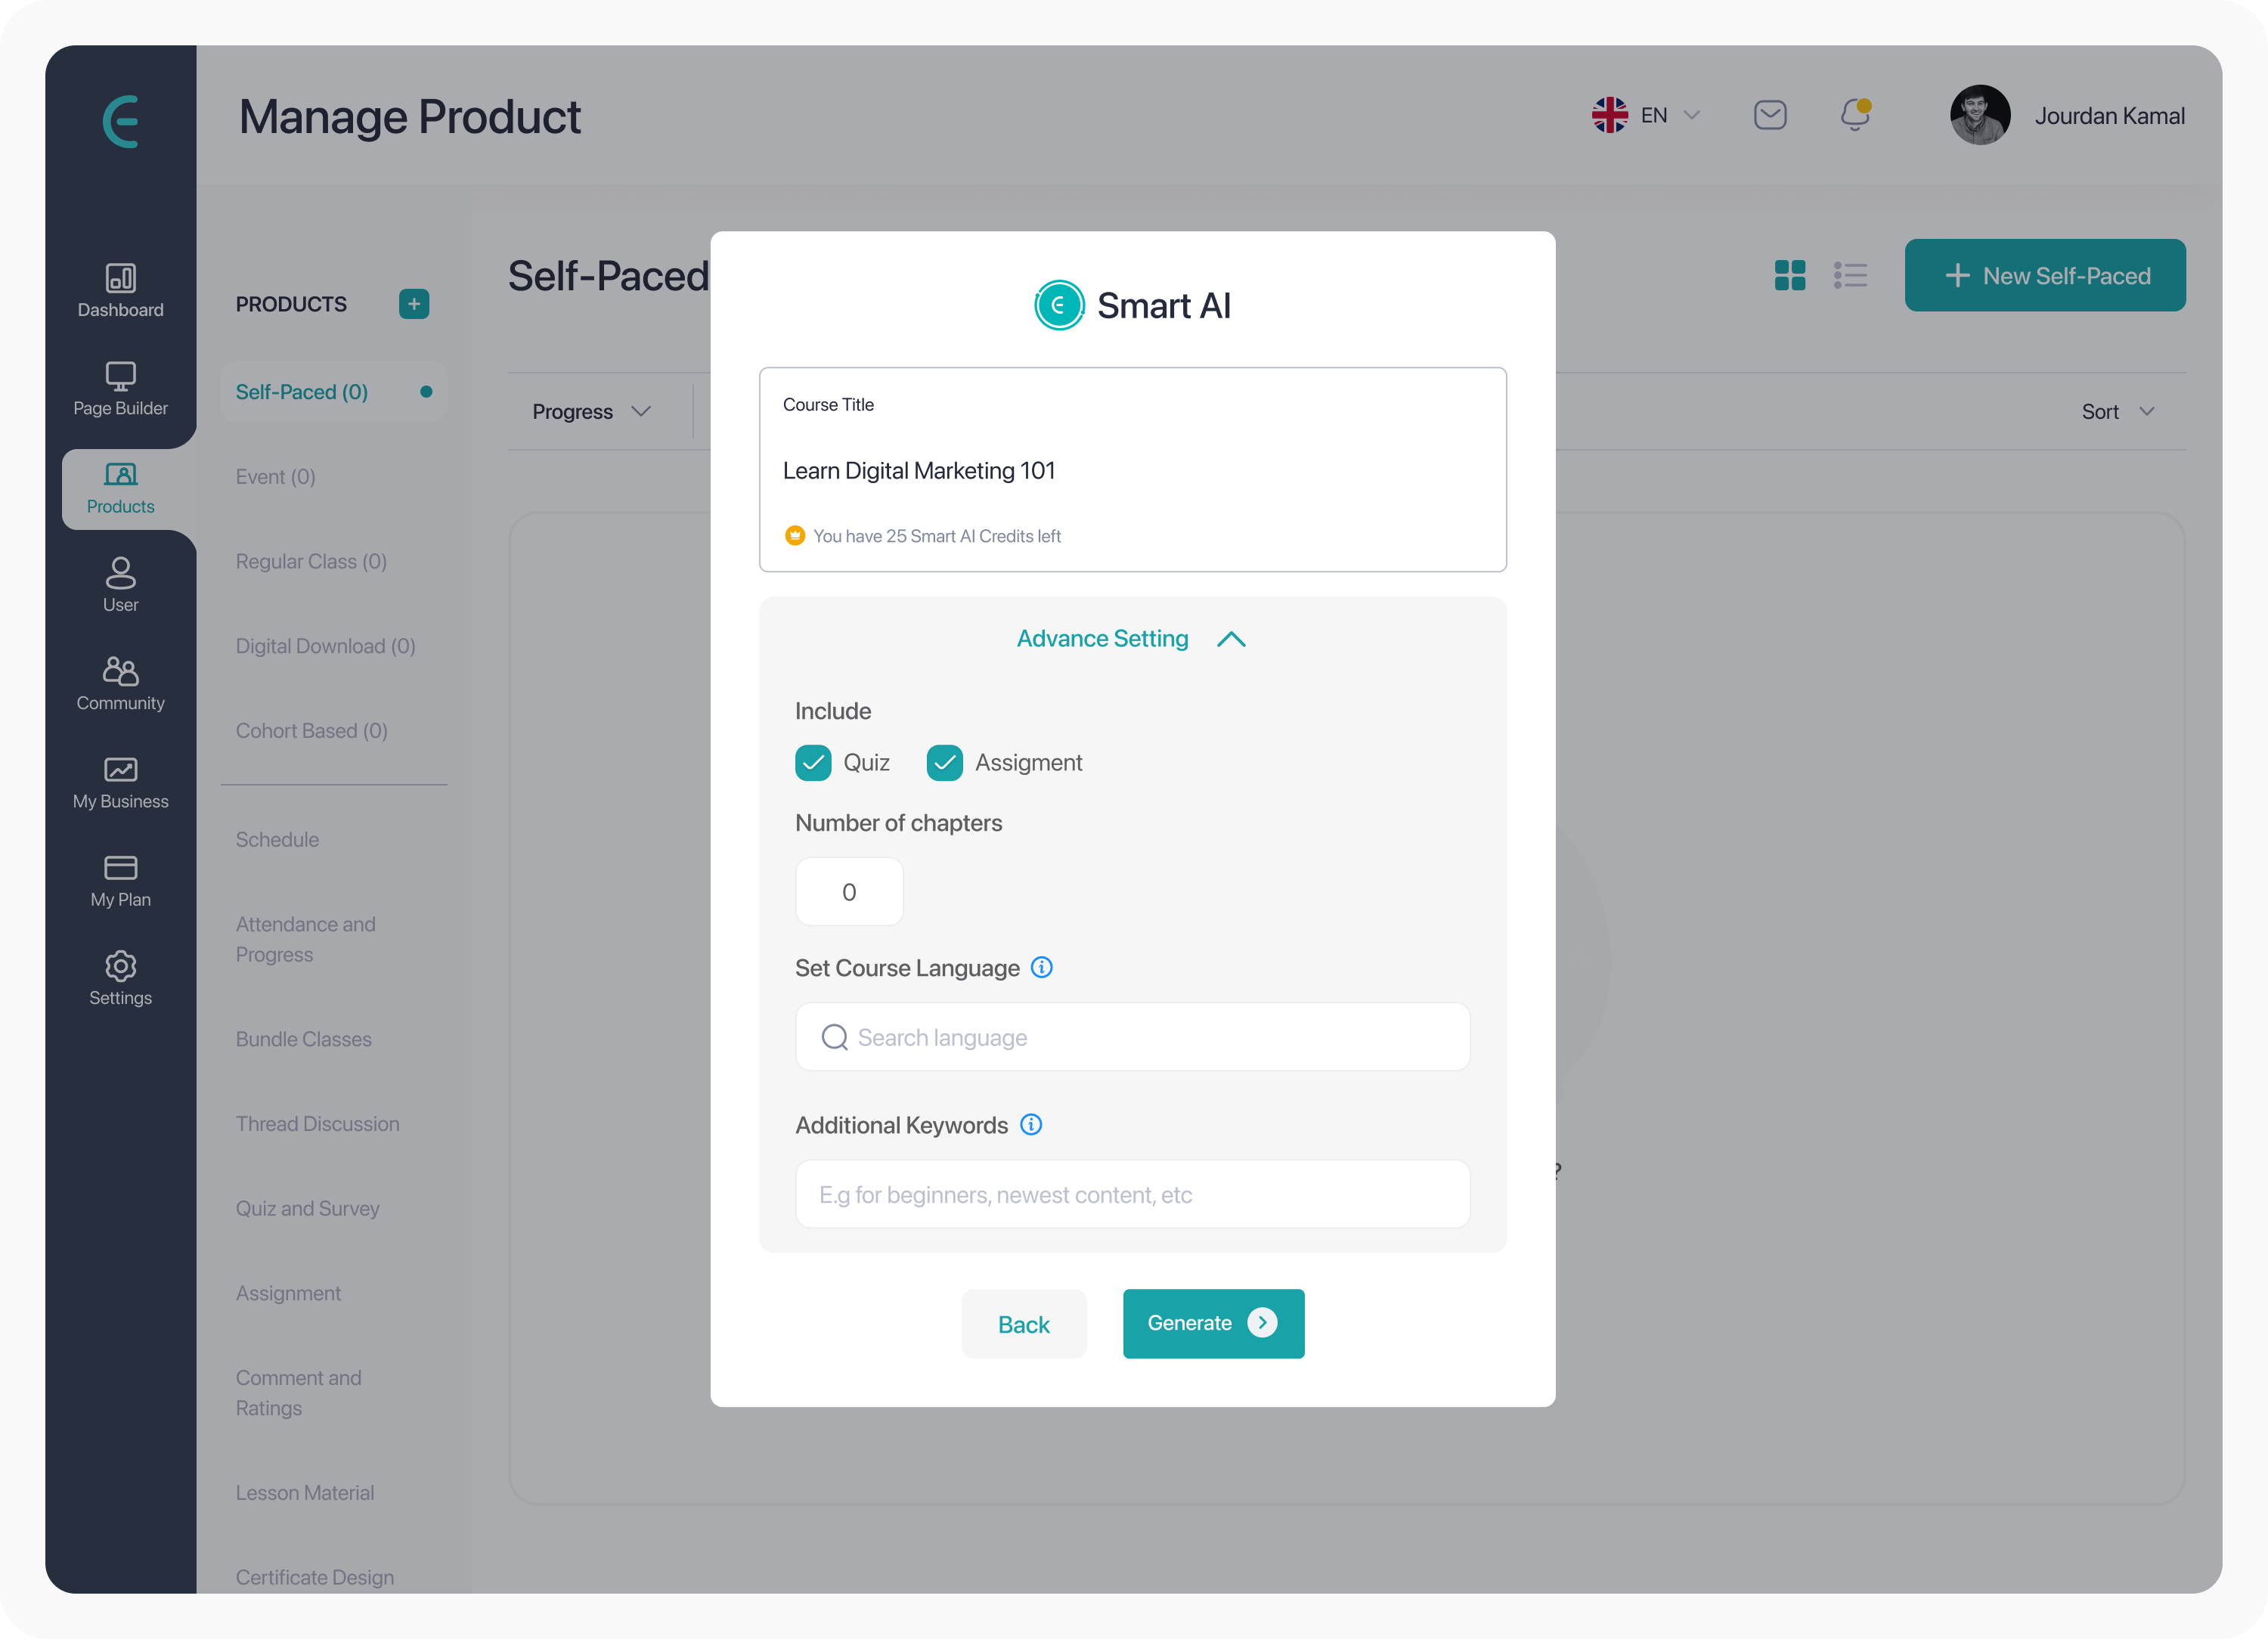 Manage Product
EN
Jourdan Kamal
Dashboard
Page Builder
Products
User
Community
My Business
My Plan
Settings
PRODUCTS
Self-Paced (0)
Event (0)
Regular Class (0)
Digital Download (0)
Cohort Based (0)
Schedule
Attendance and
Progress
Bundle Classes
Thread Discussion
Quiz and Survey
Assignment
Comment and
Ratings
Lesson Material
Certificate Design
Self-Paced
New Self-Paced
Progress
Sort
?
Smart AI
Course Title
Learn Digital Marketing 101
You have 25 Smart AI Credits left
Advance Setting
Include
Quiz
Assigment
Number of chapters
0
Set Course Language
Search language
Additional Keywords
E.g for beginners, newest content, etc
Back
Generate